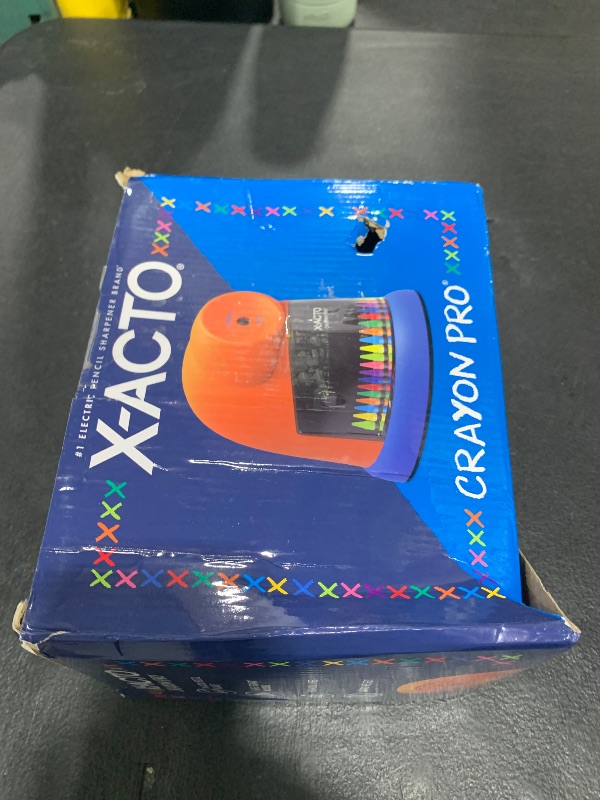 #1 ELECTRIC PENCIL SHARPENER BRAND
X-ACTO®
X-ACTO
CRAYON PRO®